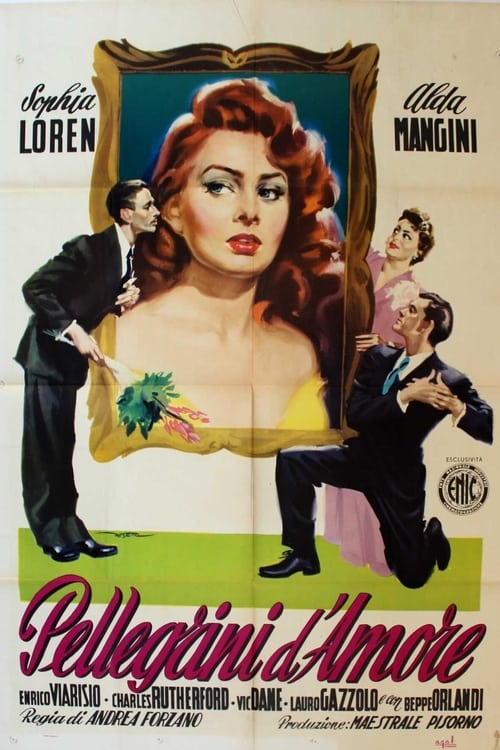 Sophia
LOREN
Alda
MANGINI
ESCLUSIVITÀ
ENIC
Pellegrini d'Amore
ENRICO VIARISIO · CHARLES RUTHERFORD · VIC DANE · LAURO GAZZOLO e con BEPPE ORLANDI
Regia di ANDREA FORZANO
Produzione: MAESTRALE PISORNO